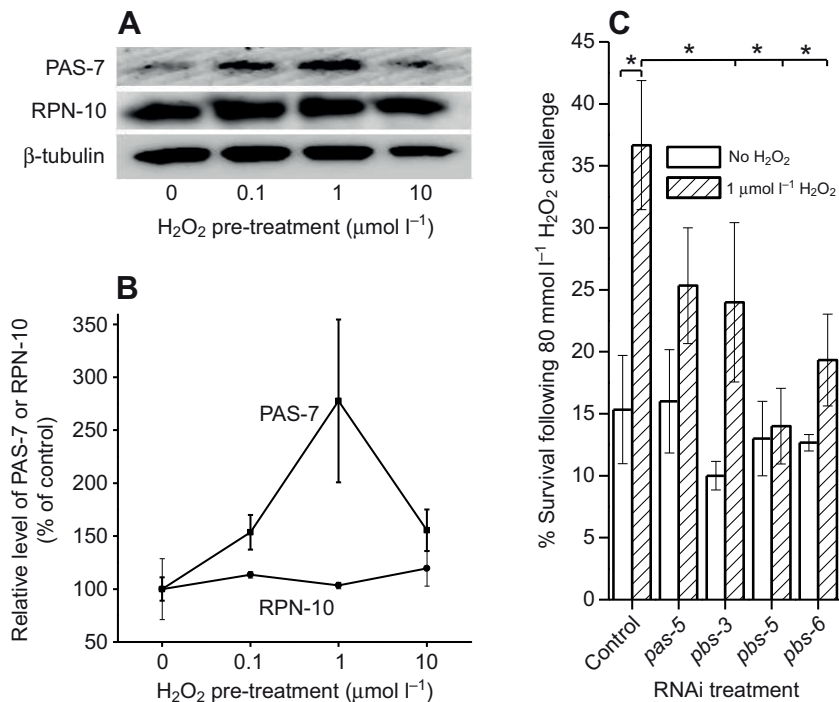 A
PAS-7
RPN-10
β-tubulin
0 0.1 1 10
H₂O₂ pre-treatment (μmol l⁻¹)
B
Relative level of PAS-7 or RPN-10
(% of control)
350
300
250
200
150
100
50
PAS-7
RPN-10
0 0.1 1 10
H₂O₂ pre-treatment (μmol l⁻¹)
C
% Survival following 80 mmol l⁻¹ H₂O₂ challenge
45
40
35
30
25
20
15
10
5
0
* * * *
No H₂O₂
1 μmol l⁻¹ H₂O₂
Control pas-5 pbs-3 pbs-5 pbs-6
RNAi treatment